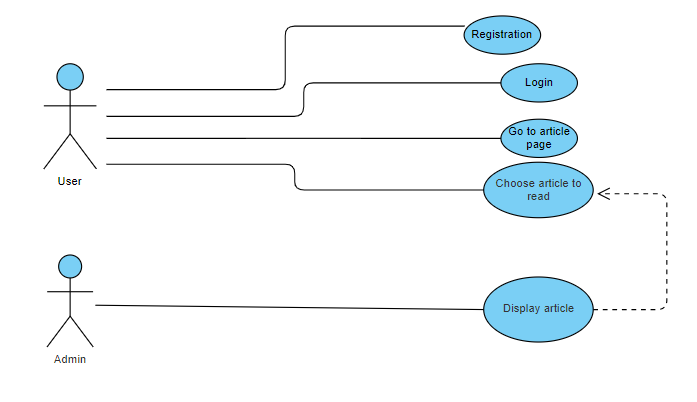 Registration
Login
Go to article
page
Choose article to
read
User
Display article
Admin